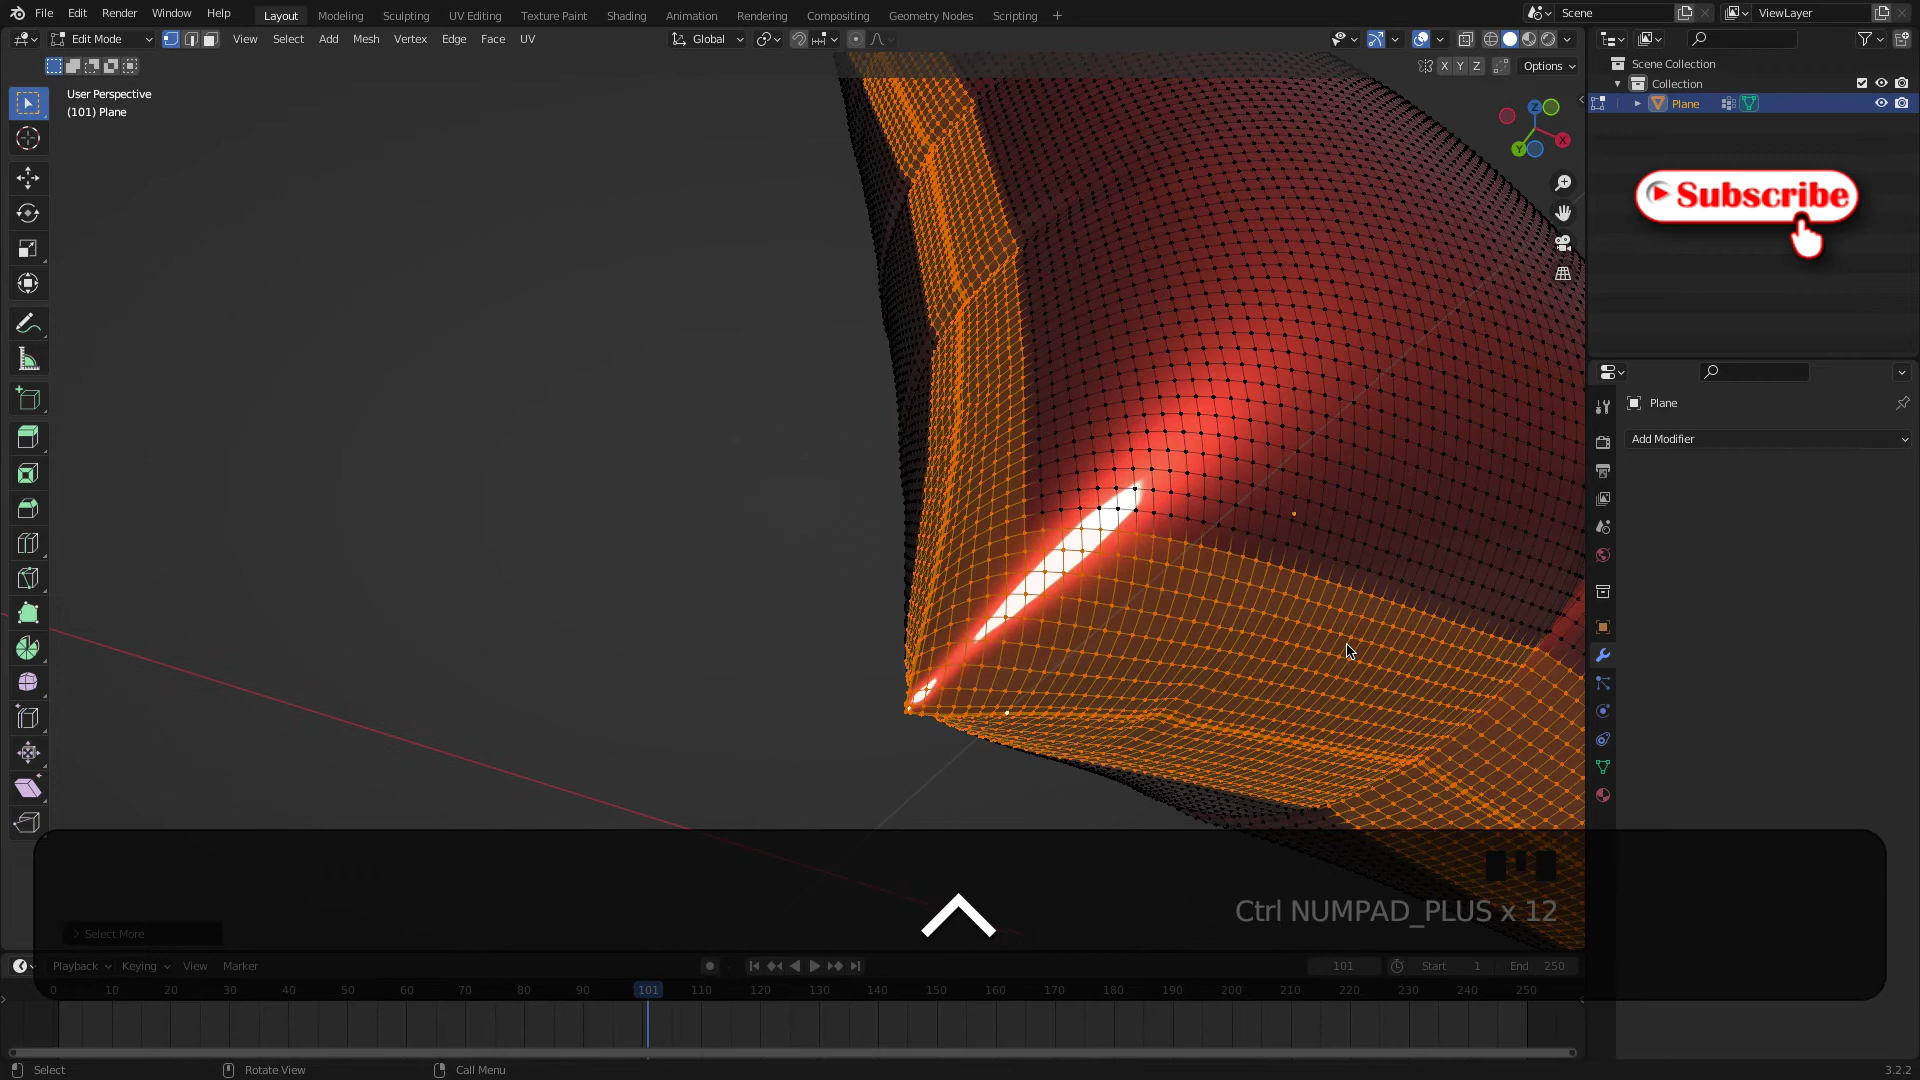 File Edit Render Window Help
Layout Modeling Sculpting UV Editing Texture Paint Shading Animation Rendering Compositing Geometry Nodes Scripting +
Scene
ViewLayer
Edit Mode View Select Add Mesh Vertex Edge Face UV
Global
X Y Z Options
User Perspective
(101) Plane
Z
X
Y
Scene Collection
Collection
Plane
Subscribe
Plane
Add Modifier
Ctrl NUMPAD_PLUS x 12
Select More
Playback Keying View Marker
101 Start 1 End 250
0 10 20 30 40 50 60 70 80 90 101 110 120 130 140 150 160 170 180 190 200 210 220 230 240 250
Select Rotate View Call Menu 3.2.2